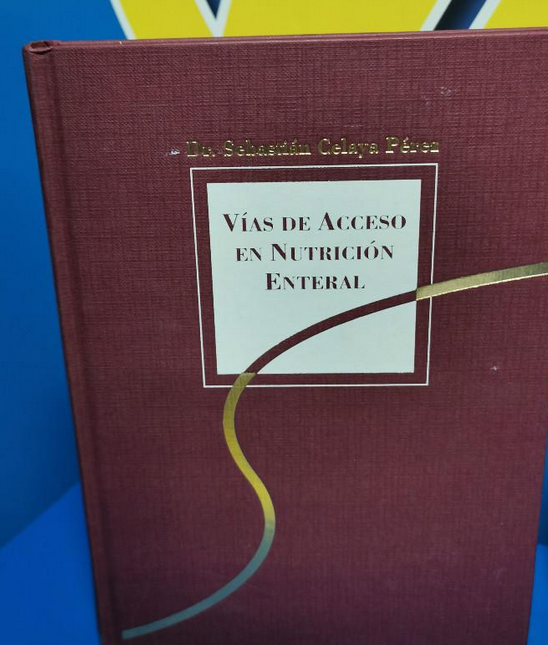 Dr. Sebastián Celaya Pérez
VÍAS DE ACCESO
EN NUTRICIÓN
ENTERAL